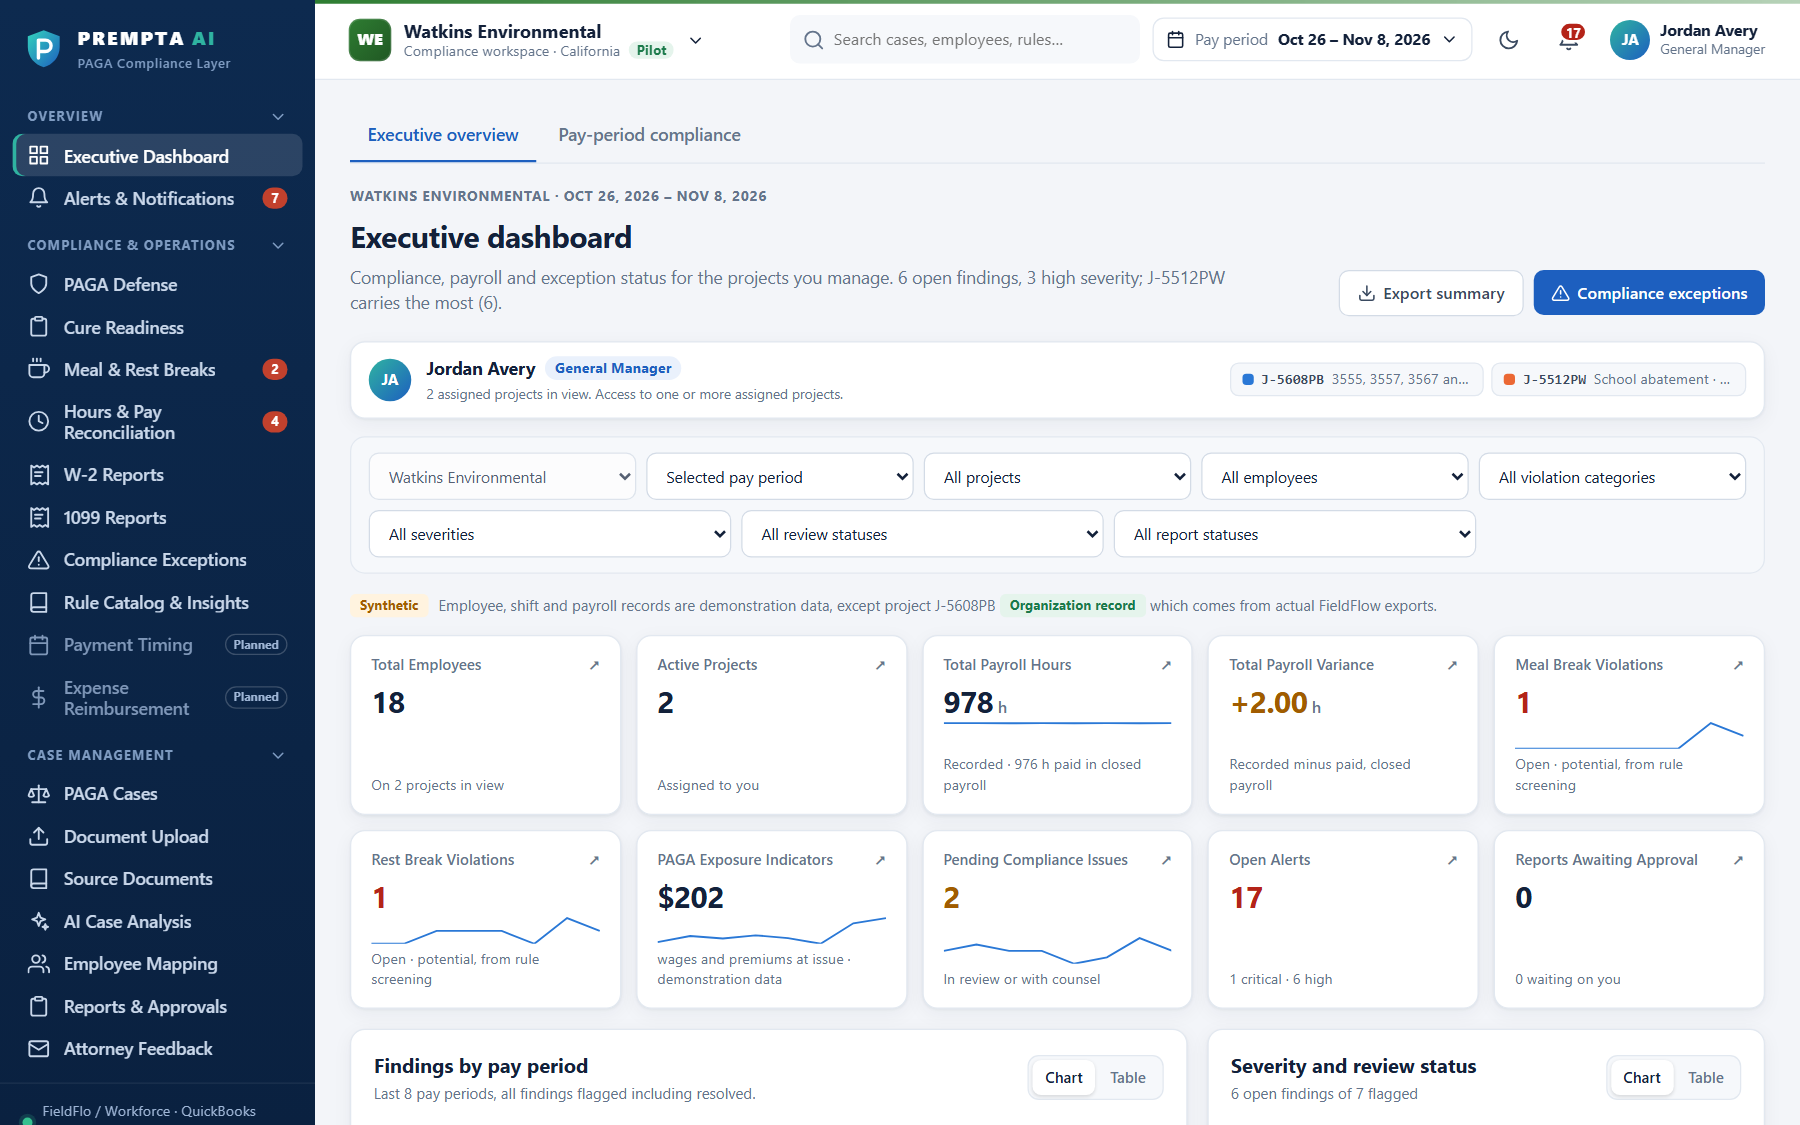 PREMPTA AI
PAGA Compliance Layer
OVERVIEW
Executive Dashboard
Alerts & Notifications 7
COMPLIANCE & OPERATIONS
PAGA Defense
Cure Readiness
Meal & Rest Breaks 2
Hours & Pay
Reconciliation 4
W-2 Reports
1099 Reports
Compliance Exceptions
Rule Catalog & Insights
Payment Timing Planned
Expense
Reimbursement Planned
CASE MANAGEMENT
PAGA Cases
Document Upload
Source Documents
AI Case Analysis
Employee Mapping
Reports & Approvals
Attorney Feedback
FieldFlo / Workforce · QuickBooks
WE
Watkins Environmental
Compliance workspace · California Pilot
Search cases, employees, rules...
Pay period Oct 26 – Nov 8, 2026
17
JA
Jordan Avery
General Manager
Executive overview
Pay-period compliance
WATKINS ENVIRONMENTAL · OCT 26, 2026 – NOV 8, 2026
Executive dashboard
Compliance, payroll and exception status for the projects you manage. 6 open findings, 3 high severity; J-5512PW
carries the most (6).
Export summary
Compliance exceptions
JA
Jordan Avery General Manager
2 assigned projects in view. Access to one or more assigned projects.
J-5608PB 3555, 3557, 3567 an...
J-5512PW School abatement · ...
Watkins Environmental
Selected pay period
All projects
All employees
All violation categories
All severities
All review statuses
All report statuses
Synthetic Employee, shift and payroll records are demonstration data, except project J-5608PB Organization record which comes from actual FieldFlow exports.
Total Employees ↗
18
On 2 projects in view
Active Projects ↗
2
Assigned to you
Total Payroll Hours ↗
978 h
Recorded · 976 h paid in closed
payroll
Total Payroll Variance ↗
+2.00 h
Recorded minus paid, closed
payroll
Meal Break Violations ↗
1
Open · potential, from rule
screening
Rest Break Violations ↗
1
Open · potential, from rule
screening
PAGA Exposure Indicators ↗
$202
wages and premiums at issue ·
demonstration data
Pending Compliance Issues ↗
2
In review or with counsel
Open Alerts ↗
17
1 critical · 6 high
Reports Awaiting Approval ↗
0
0 waiting on you
Findings by pay period
Last 8 pay periods, all findings flagged including resolved.
Chart Table
Severity and review status
6 open findings of 7 flagged
Chart Table